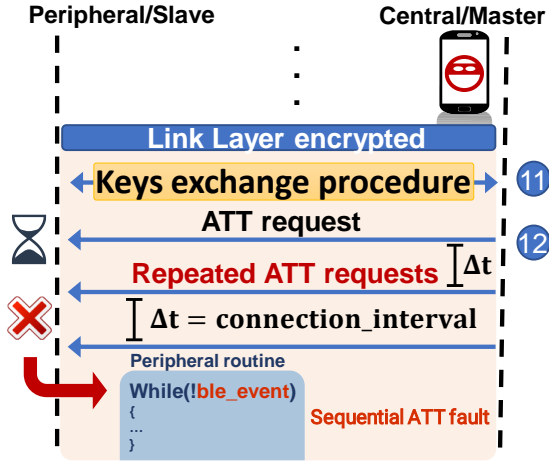 Peripheral/Slave
Central/Master
Link Layer encrypted
Keys exchange procedure
11
ATT request
12
Δt
Repeated ATT requests
Δt = connection_interval
Peripheral routine
While(!ble_event)
{
...
}
Sequential ATT fault